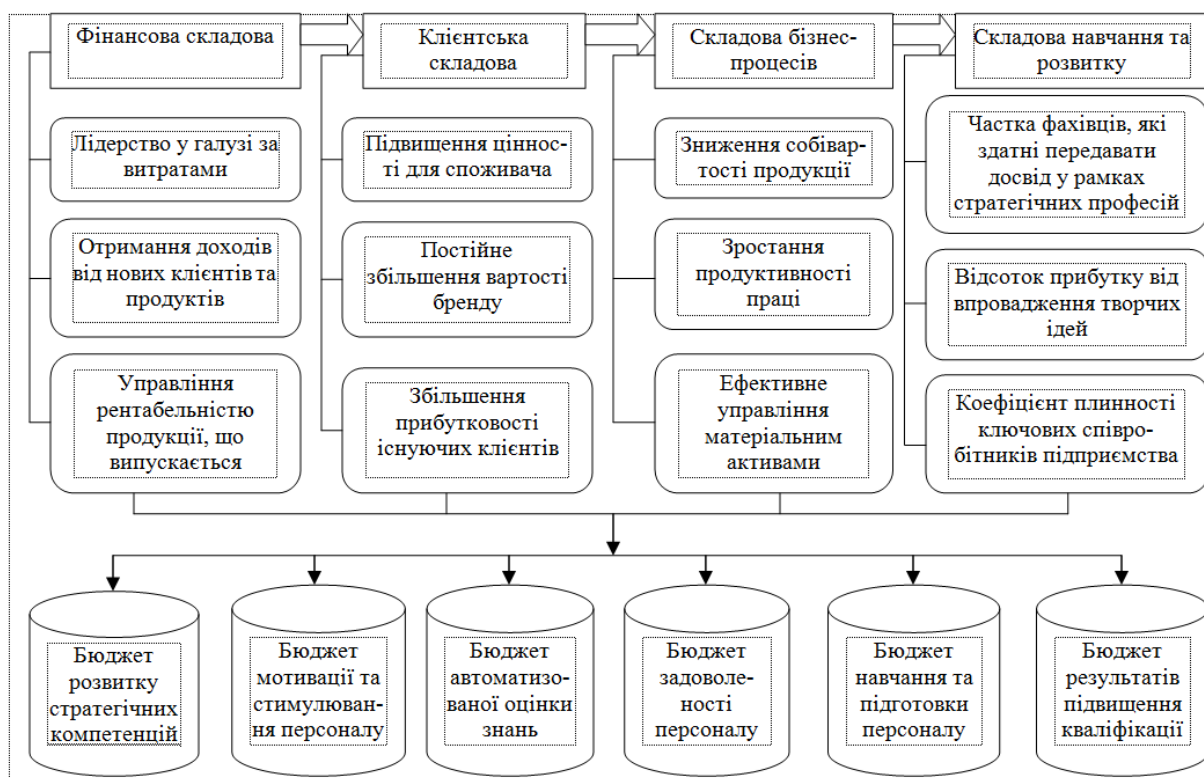 Фінансова складова
Клієнтська
складова
Складова бізнес-
процесів
Складова навчання та
розвитку
Лідерство у галузі за
витратами
Підвищення ціннос-
ті для споживача
Зниження собівар-
тості продукції
Частка фахівців, які
здатні передавати
досвід у рамках
стратегічних професій
Отримання доходів
від нових клієнтів та
продуктів
Постійне
збільшення вартості
бренду
Зростання
продуктивності
праці
Відсоток прибутку від
впровадження творчих
ідей
Управління
рентабельністю
продукції, що
випускається
Збільшення
прибутковості
існуючих клієнтів
Ефективне
управління
матеріальним
активами
Коефіцієнт плинності
ключових співро-
бітників підприємства
Бюджет
розвитку
стратегічних
компетенцій
Бюджет
мотивації та
стимулюван-
ня персоналу
Бюджет
автоматизо-
ваної оцінки
знань
Бюджет
задоволе-
ності
персоналу
Бюджет
навчання та
підготовки
персоналу
Бюджет
результатів
підвищення
кваліфікації